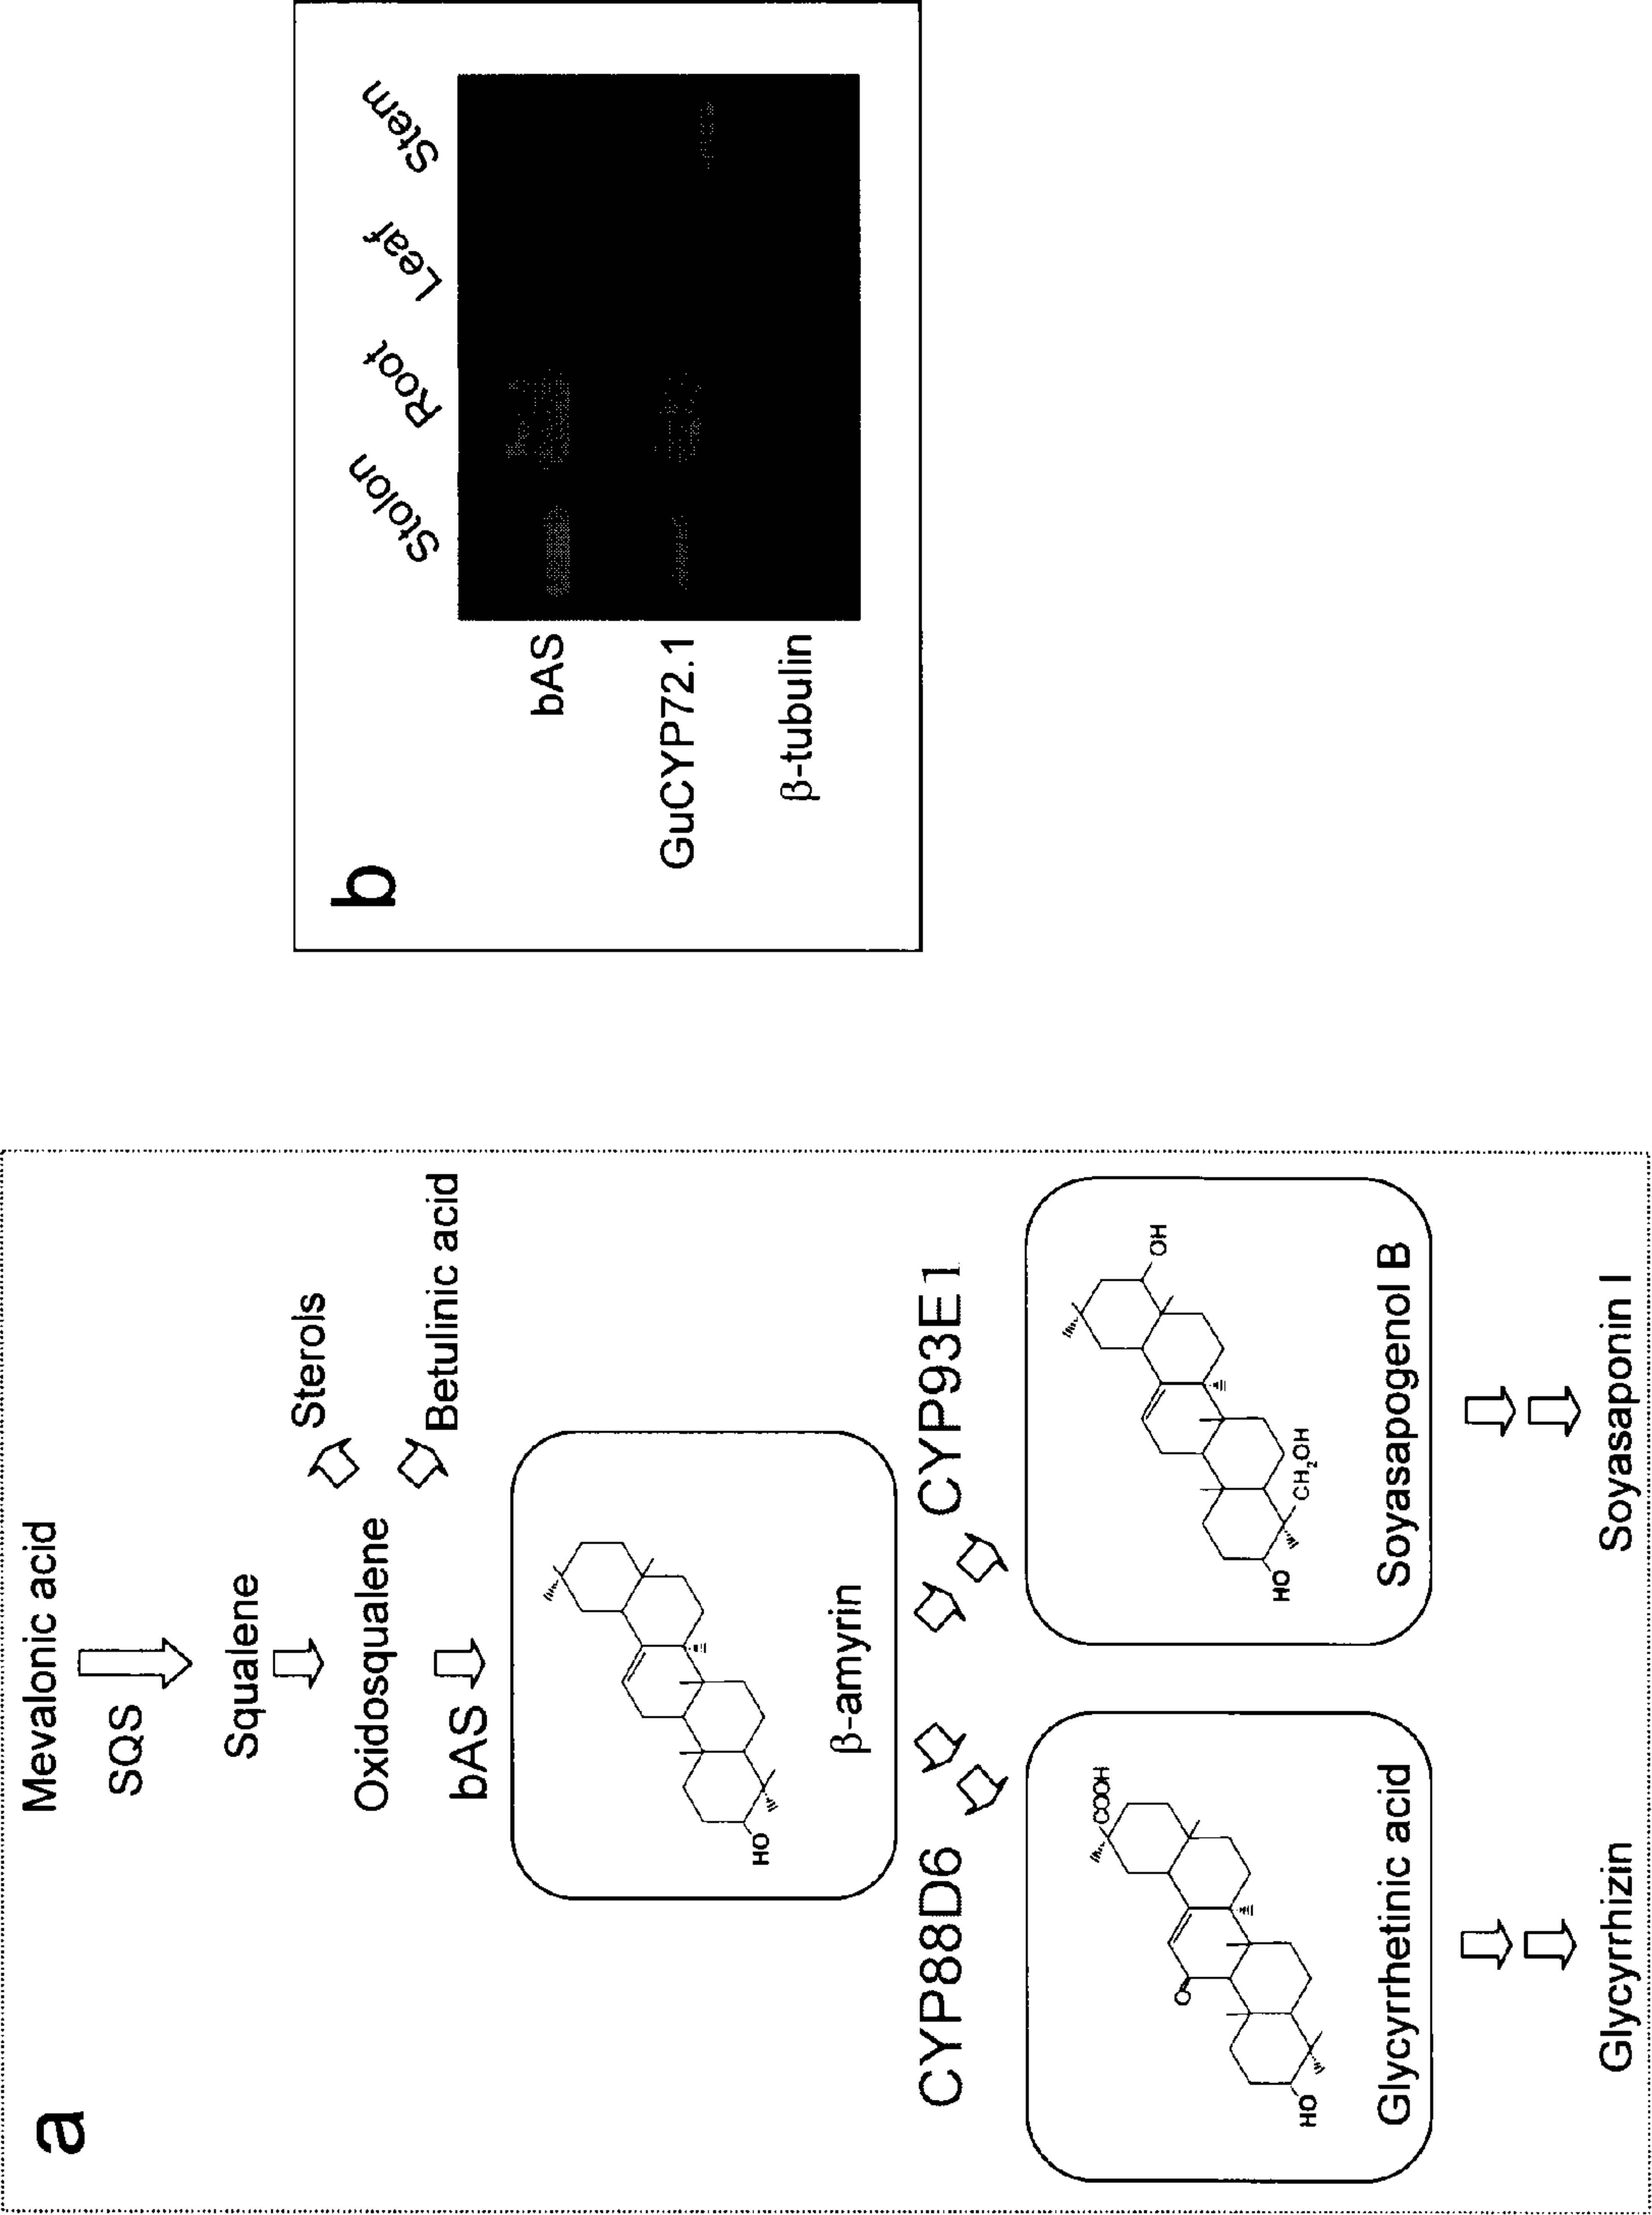 a
Mevalonic acid
SQS
Squalene
Sterols
Oxidosqualene
Betulinic acid
bAS
HO
β-amyrin
CYP88D6
CYP93E1
COOH
O
HO
Glycyrrhetinic acid
OH
CH2OH
HO
Soyasapogenol B
Glycyrrhizin
Soyasaponin I
b
Stolon
Root
Leaf
Stem
bAS
GuCYP72.1
β-tubulin